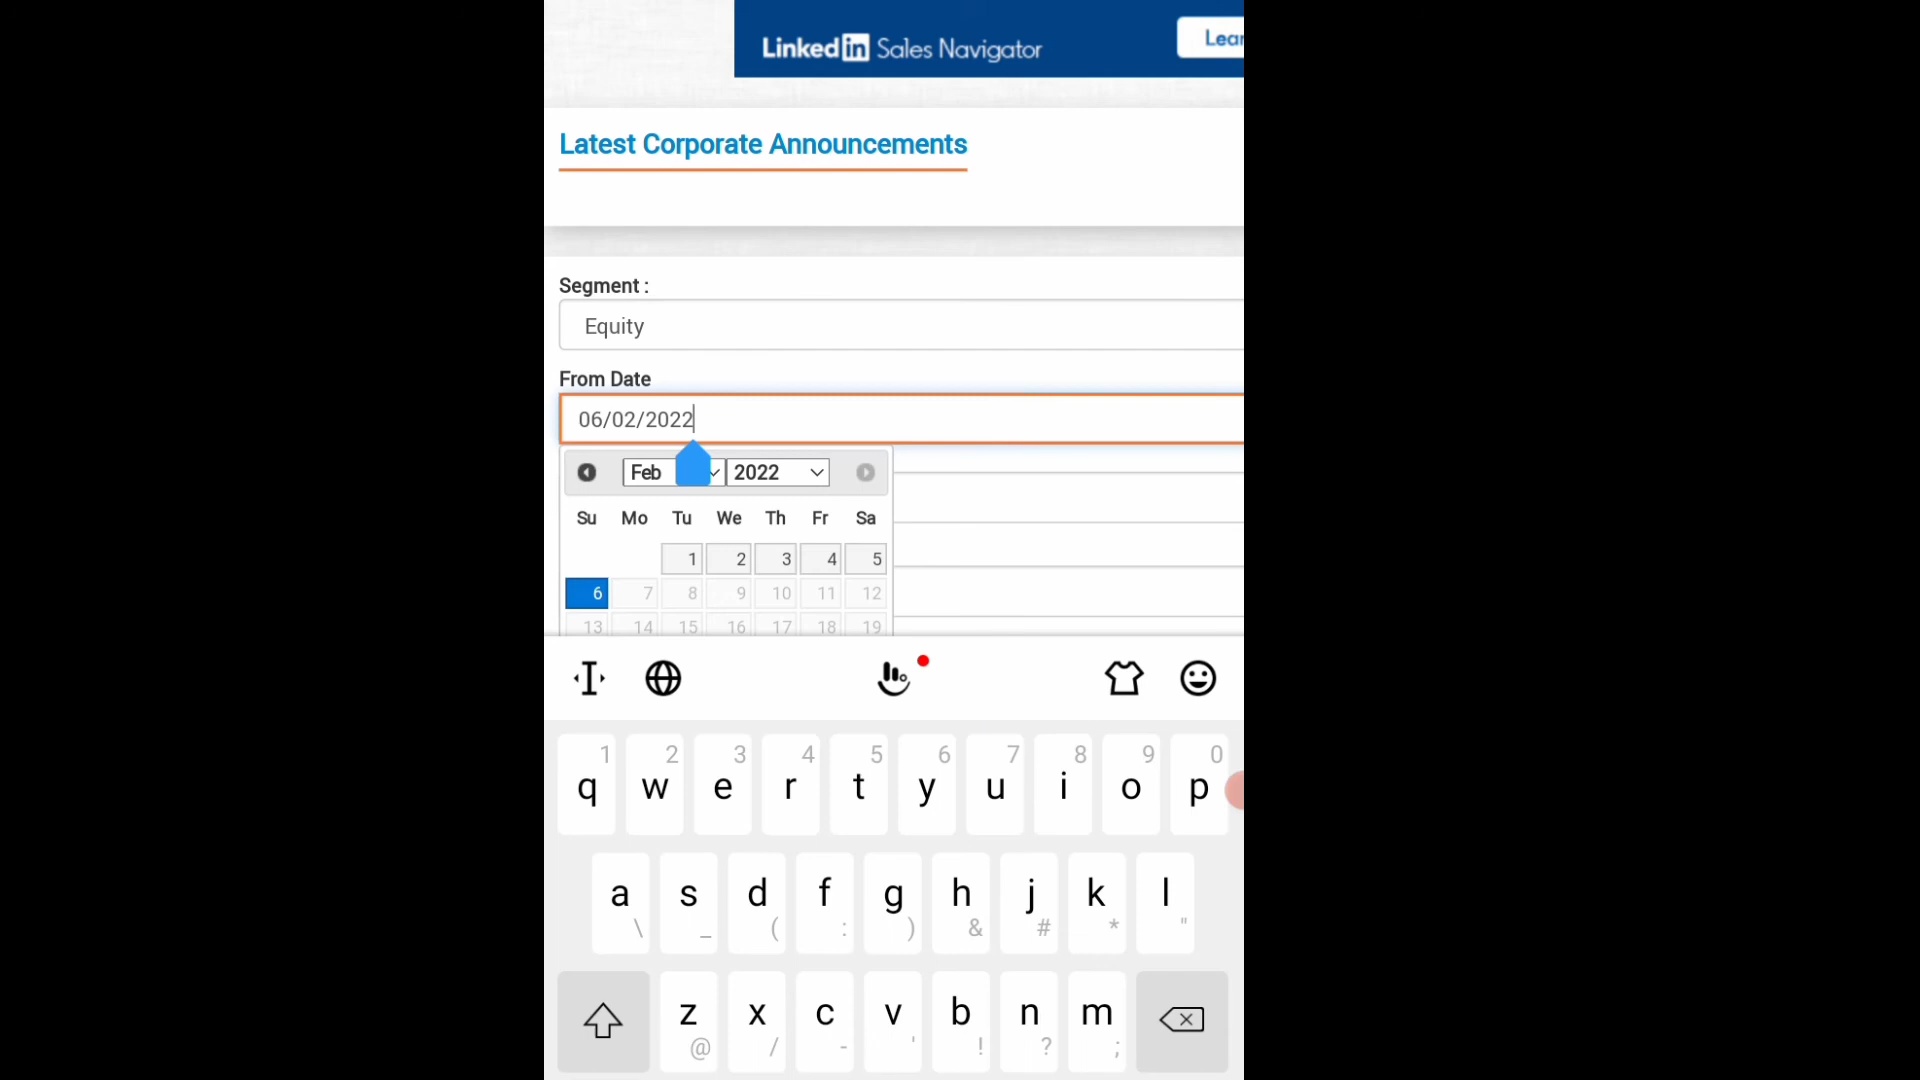 Linked in Sales Navigator
Lear
Latest Corporate Announcements
Segment :
Equity
From Date
06/02/2022
Feb 2022
Su Mo Tu We Th Fr Sa
1 2 3 4 5
6 7 8 9 10 11 12
13 14 15 16 17 18 19
1 2 3 4 5 6 7 8 9 0
q w e r t y u i o p
a s d f g h j k l
\ _ ( : ) & # * "
z x c v b n m
@ / - ' ! ? ;